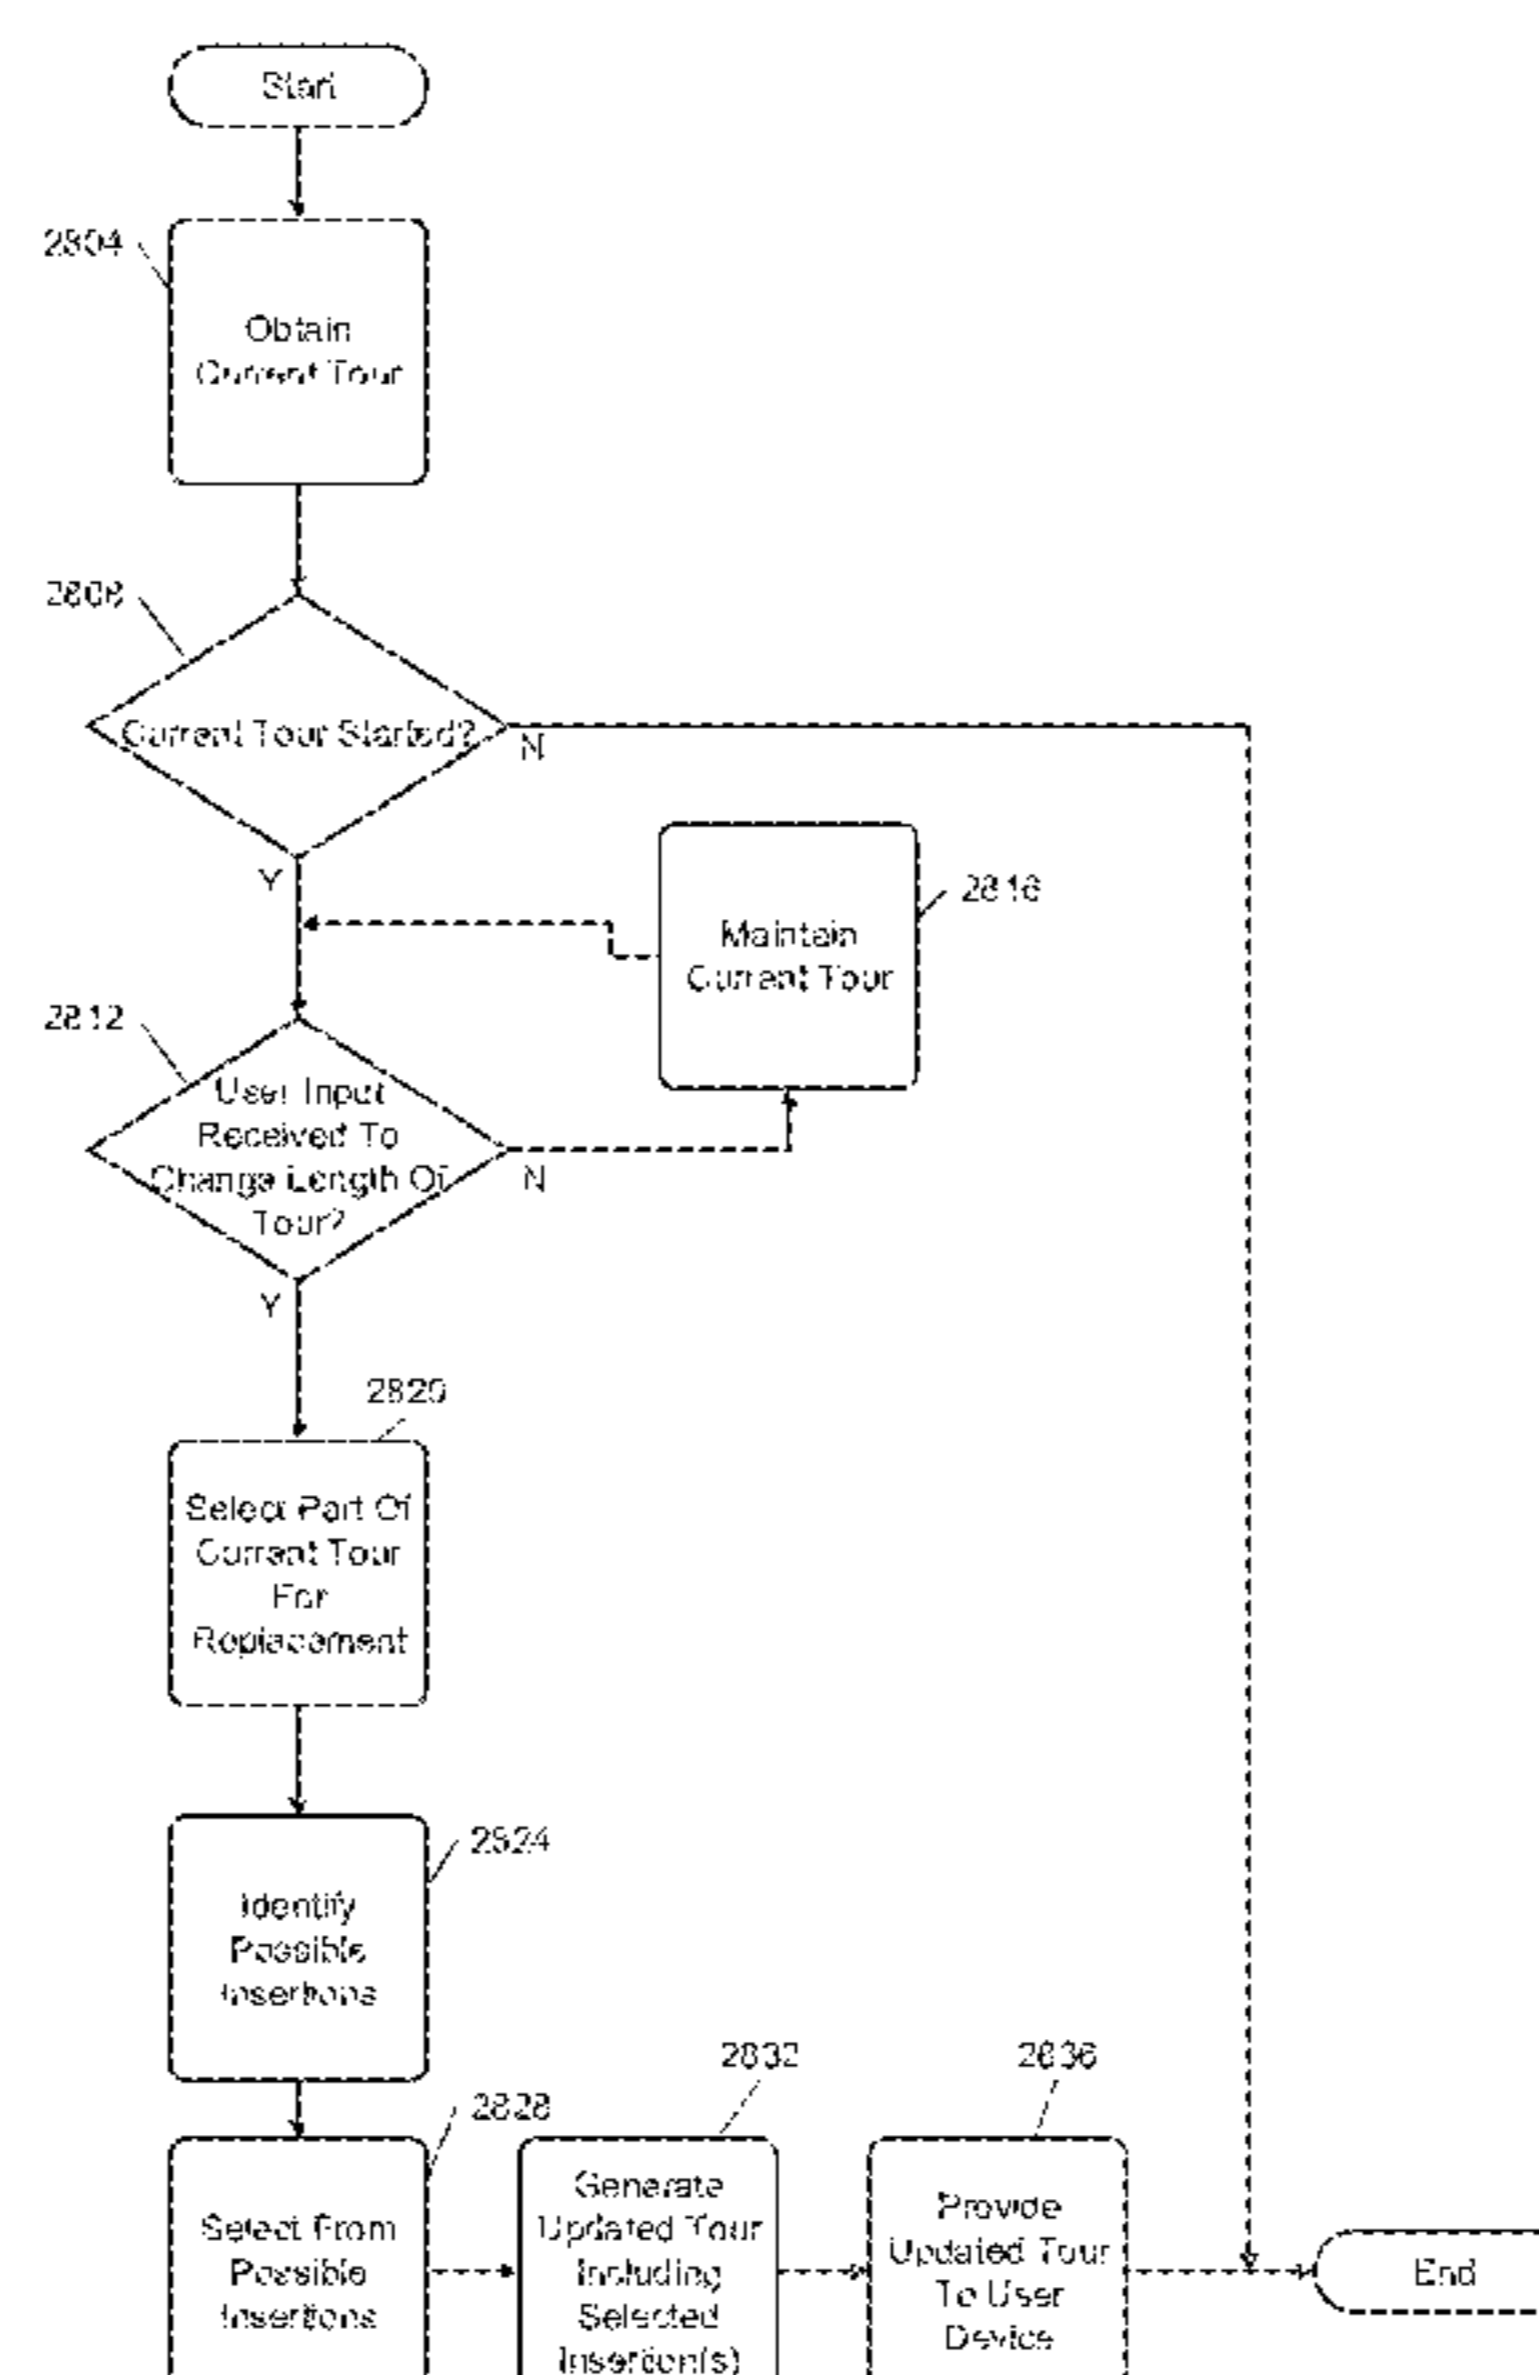 Start
2804
Obtain
Current Tour
2808
Current Tour Started?
N
Y
Maintain
Current Tour
2816
2812
User Input
Received To
Change Length Of
Tour?
N
Y
2820
Select Part Of
Current Tour
For
Replacement
2824
Identify
Possible
Insertions
2828
Select From
Possible
Insertions
2832
Generate
Updated Tour
Including
Selected
Insertion(s)
2836
Provide
Updated Tour
To User
Device
End